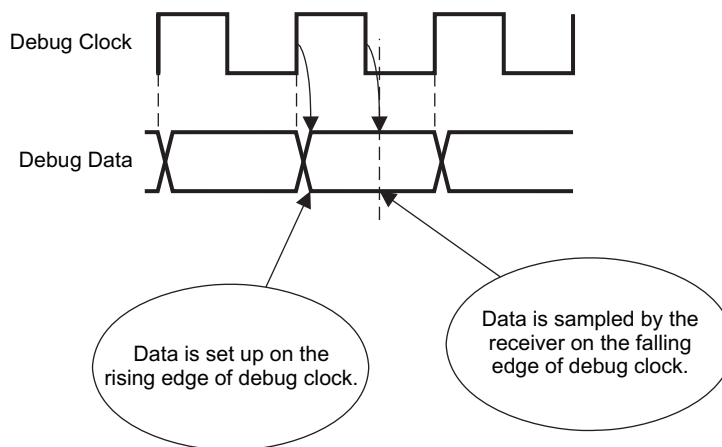 Debug Clock
Debug Data
Data is set up on the
rising edge of debug clock.
Data is sampled by the
receiver on the falling
edge of debug clock.